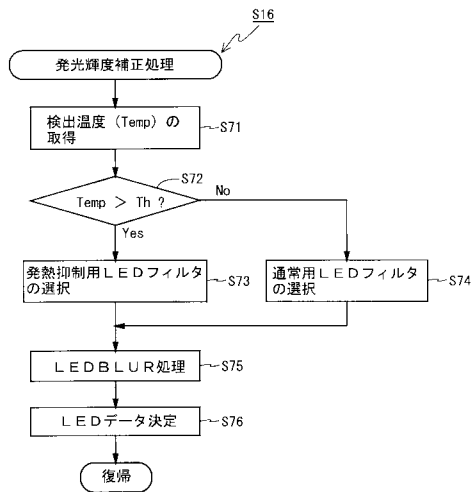 S16
発光輝度補正処理
検出温度(Temp)の
取得
S71
S72
Temp > Th ?
No
Yes
発熱抑制用LEDフィルタ
の選択
S73
通常用LEDフィルタ
の選択
S74
LEDBLUR処理
S75
LEDデータ決定
S76
復帰